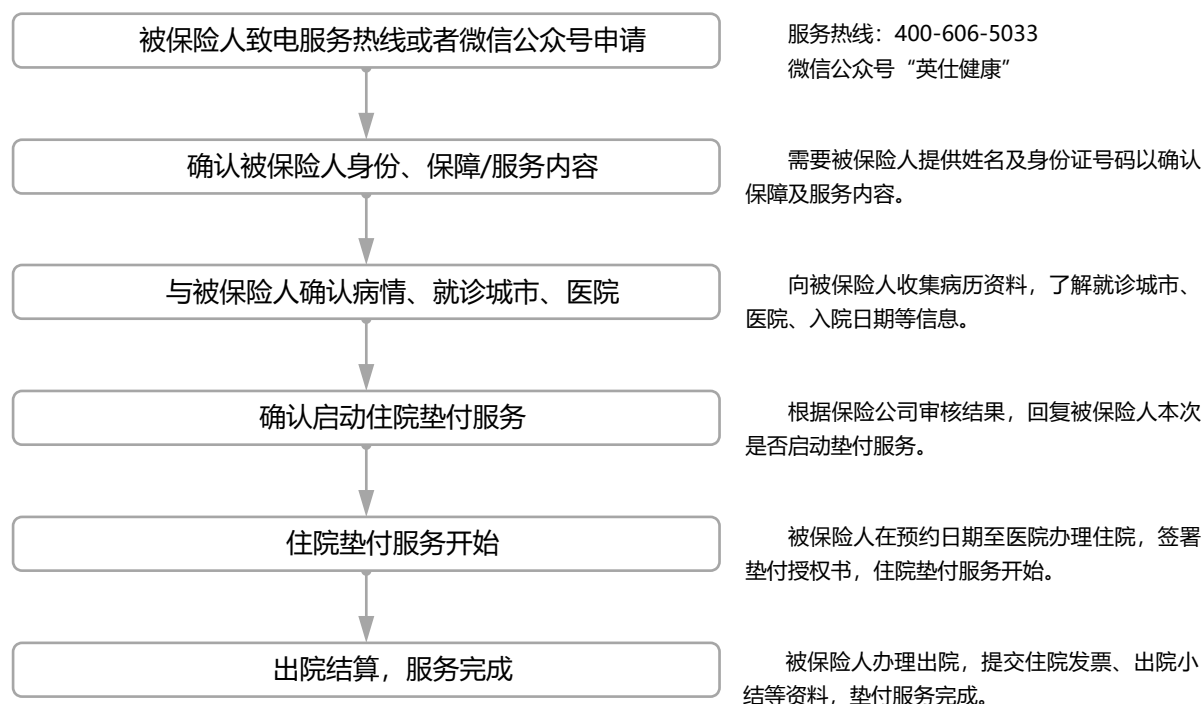 被保险人致电服务热线或者微信公众号申请
服务热线：400-606-5033
微信公众号“英仕健康”
确认被保险人身份、保障/服务内容
需要被保险人提供姓名及身份证号码以确认
保障及服务内容。
与被保险人确认病情、就诊城市、医院
向被保险人收集病历资料，了解就诊城市、
医院、入院日期等信息。
确认启动住院垫付服务
根据保险公司审核结果，回复被保险人本次
是否启动垫付服务。
住院垫付服务开始
被保险人在预约日期至医院办理住院，签署
垫付授权书，住院垫付服务开始。
出院结算，服务完成
被保险人办理出院，提交住院发票、出院小
结等资料，垫付服务完成。